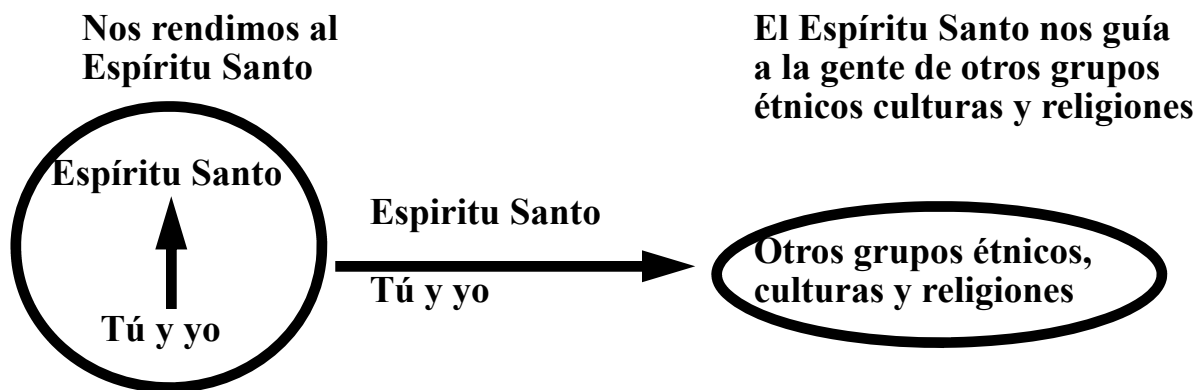 Nos rendimos al
Espíritu Santo
El Espíritu Santo nos guía
a la gente de otros grupos
étnicos culturas y religiones
Espíritu Santo
Tú y yo
Espiritu Santo
Tú y yo
Otros grupos étnicos,
culturas y religiones